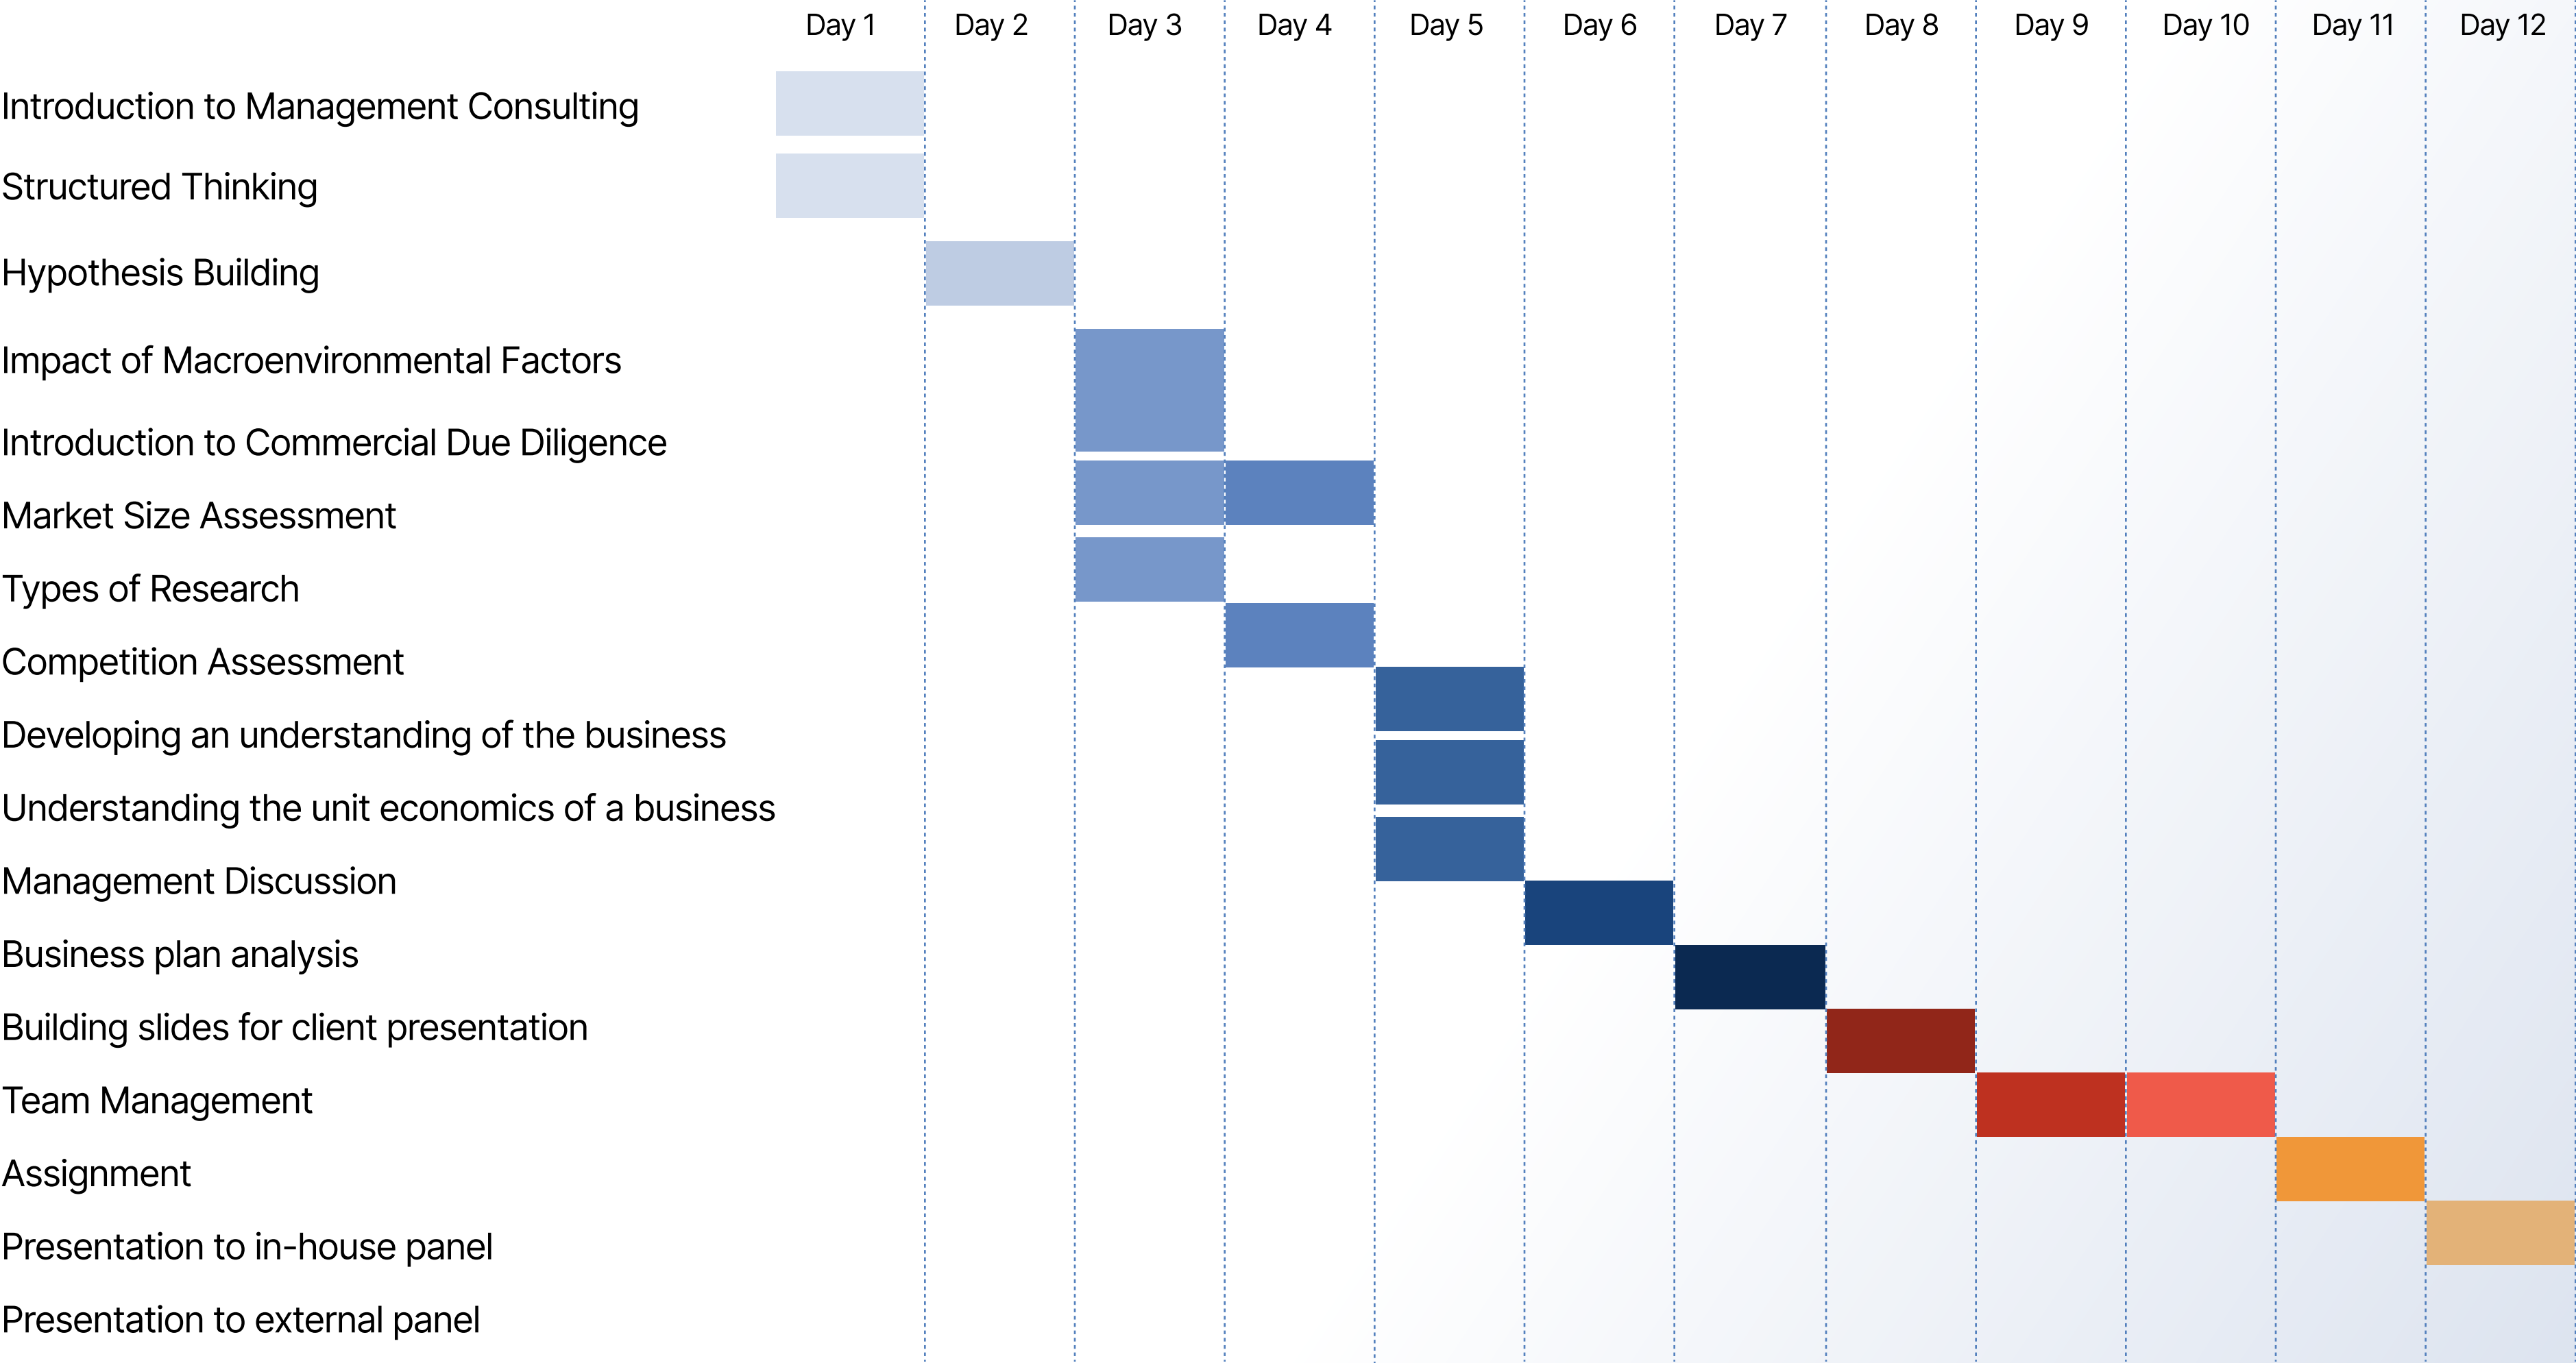 Day 1 Day 2 Day 3 Day 4 Day 5 Day 6 Day 7 Day 8 Day 9 Day 10 Day 11 Day 12
Introduction to Management Consulting
Structured Thinking
Hypothesis Building
Impact of Macroenvironmental Factors
Introduction to Commercial Due Diligence
Market Size Assessment
Types of Research
Competition Assessment
Developing an understanding of the business
Understanding the unit economics of a business
Management Discussion
Business plan analysis
Building slides for client presentation
Team Management
Assignment
Presentation to in-house panel
Presentation to external panel